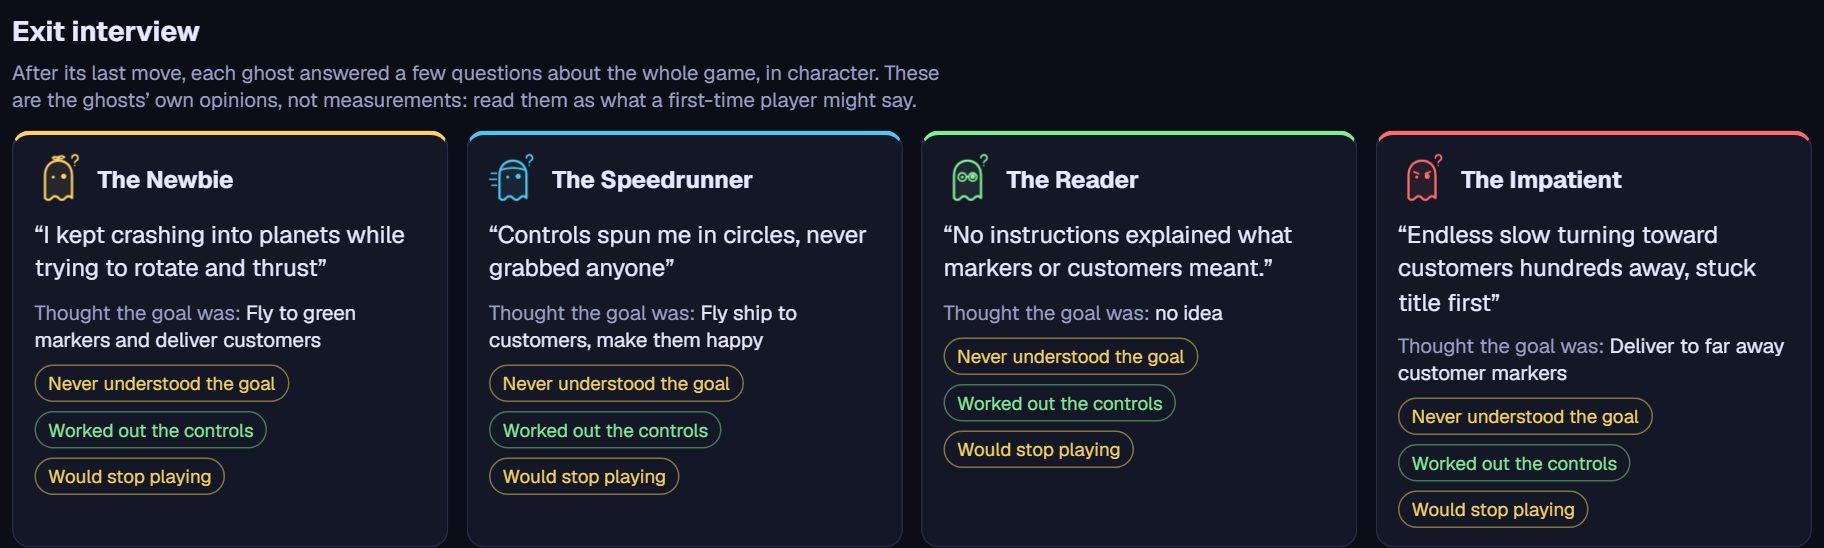 Exit interview
After its last move, each ghost answered a few questions about the whole game, in character. These
are the ghosts’ own opinions, not measurements: read them as what a first-time player might say.
The Newbie
“I kept crashing into planets while
trying to rotate and thrust”
Thought the goal was: Fly to green
markers and deliver customers
Never understood the goal
Worked out the controls
Would stop playing
The Speedrunner
“Controls spun me in circles, never
grabbed anyone”
Thought the goal was: Fly ship to
customers, make them happy
Never understood the goal
Worked out the controls
Would stop playing
The Reader
“No instructions explained what
markers or customers meant.”
Thought the goal was: no idea
Never understood the goal
Worked out the controls
Would stop playing
The Impatient
“Endless slow turning toward
customers hundreds away, stuck
title first”
Thought the goal was: Deliver to far away
customer markers
Never understood the goal
Worked out the controls
Would stop playing